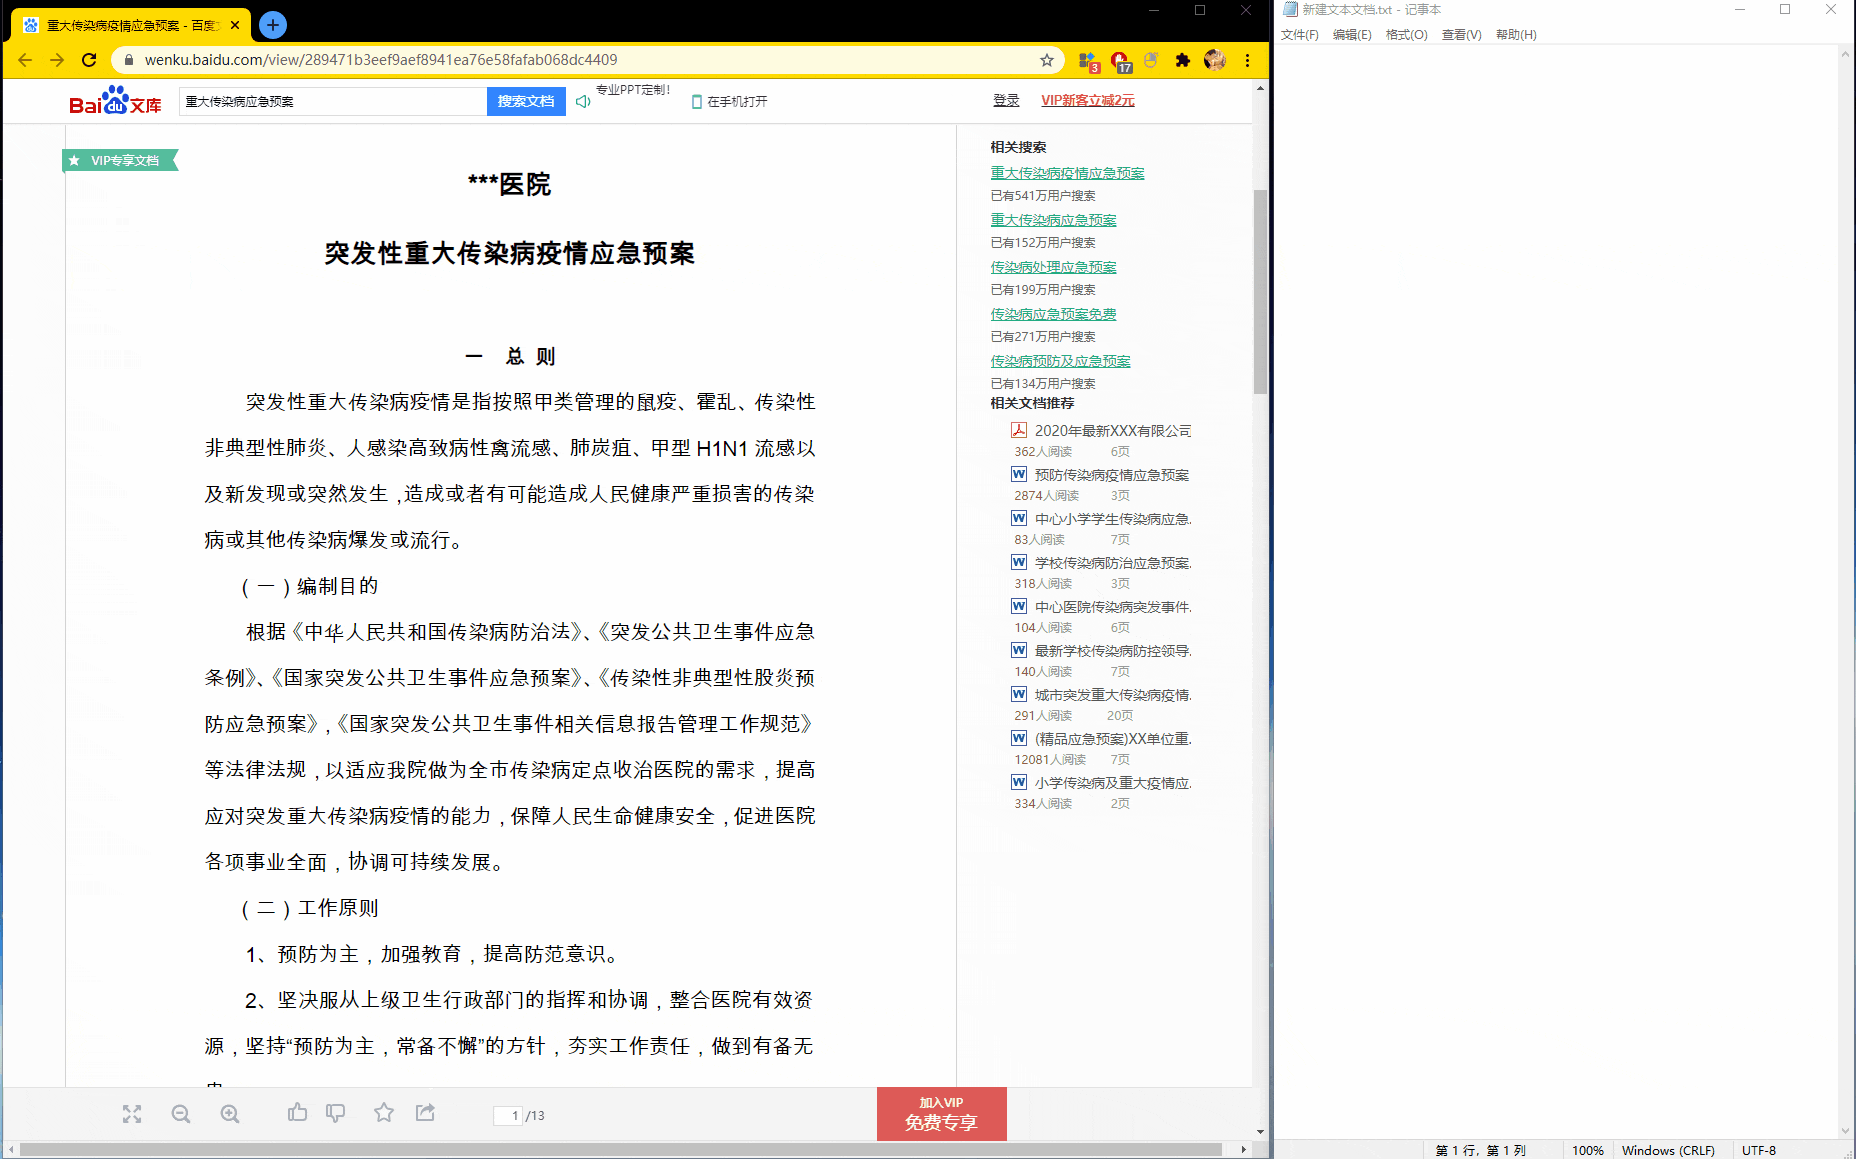 重大传染病疫情应急预案 - 百度
wenku.baidu.com/view/289471b3eef9aef8941ea76e58fafab068dc4409
3
17
Bai du 文库
重大传染病应急预案
搜索文档
专业PPT定制!
在手机打开
登录
VIP新客立减2元
VIP专享文档
***医院
突发性重大传染病疫情应急预案
一 总 则
突发性重大传染病疫情是指按照甲类管理的鼠疫、霍乱、传染性
非典型性肺炎、人感染高致病性禽流感、肺炭疽、甲型 H1N1 流感以
及新发现或突然发生,造成或者有可能造成人民健康严重损害的传染
病或其他传染病爆发或流行。
(一)编制目的
根据《中华人民共和国传染病防治法》、《突发公共卫生事件应急
条例》、《国家突发公共卫生事件应急预案》、《传染性非典型性股炎预
防应急预案》,《国家突发公共卫生事件相关信息报告管理工作规范》
等法律法规,以适应我院做为全市传染病定点收治医院的需求,提高
应对突发重大传染病疫情的能力,保障人民生命健康安全,促进医院
各项事业全面,协调可持续发展。
(二)工作原则
1、预防为主,加强教育,提高防范意识。
2、坚决服从上级卫生行政部门的指挥和协调,整合医院有效资
源,坚持“预防为主,常备不懈”的方针,夯实工作责任,做到有备无
相关搜索
重大传染病疫情应急预案
已有541万用户搜索
重大传染病应急预案
已有152万用户搜索
传染病处理应急预案
已有199万用户搜索
传染病应急预案免费
已有271万用户搜索
传染病预防及应急预案
已有134万用户搜索
相关文档推荐
2020年最新XXX有限公司
362人阅读 6页
预防传染病疫情应急预案
2874人阅读 3页
中心小学学生传染病应急.
83人阅读 7页
学校传染病防治应急预案.
318人阅读 3页
中心医院传染病突发事件.
104人阅读 6页
最新学校传染病防控领导.
140人阅读 7页
城市突发重大传染病疫情.
291人阅读 20页
(精品应急预案)XX单位重.
12081人阅读 7页
小学传染病及重大疫情应.
334人阅读 2页
1 /13
加入VIP
免费专享
新建文本文档.txt - 记事本
文件(F) 编辑(E) 格式(O) 查看(V) 帮助(H)
第 1 行，第 1 列 100% Windows (CRLF) UTF-8